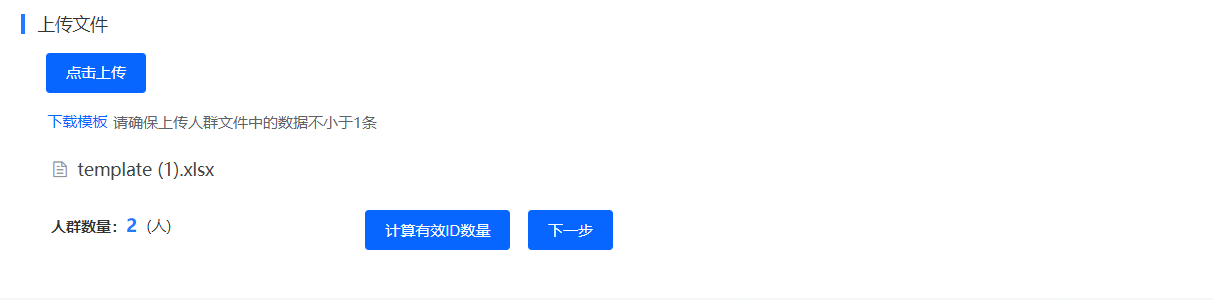 上传文件
点击上传
下载模板 请确保上传人群文件中的数据不小于1条
template (1).xlsx
人群数量：2 (人) 计算有效ID数量 下一步